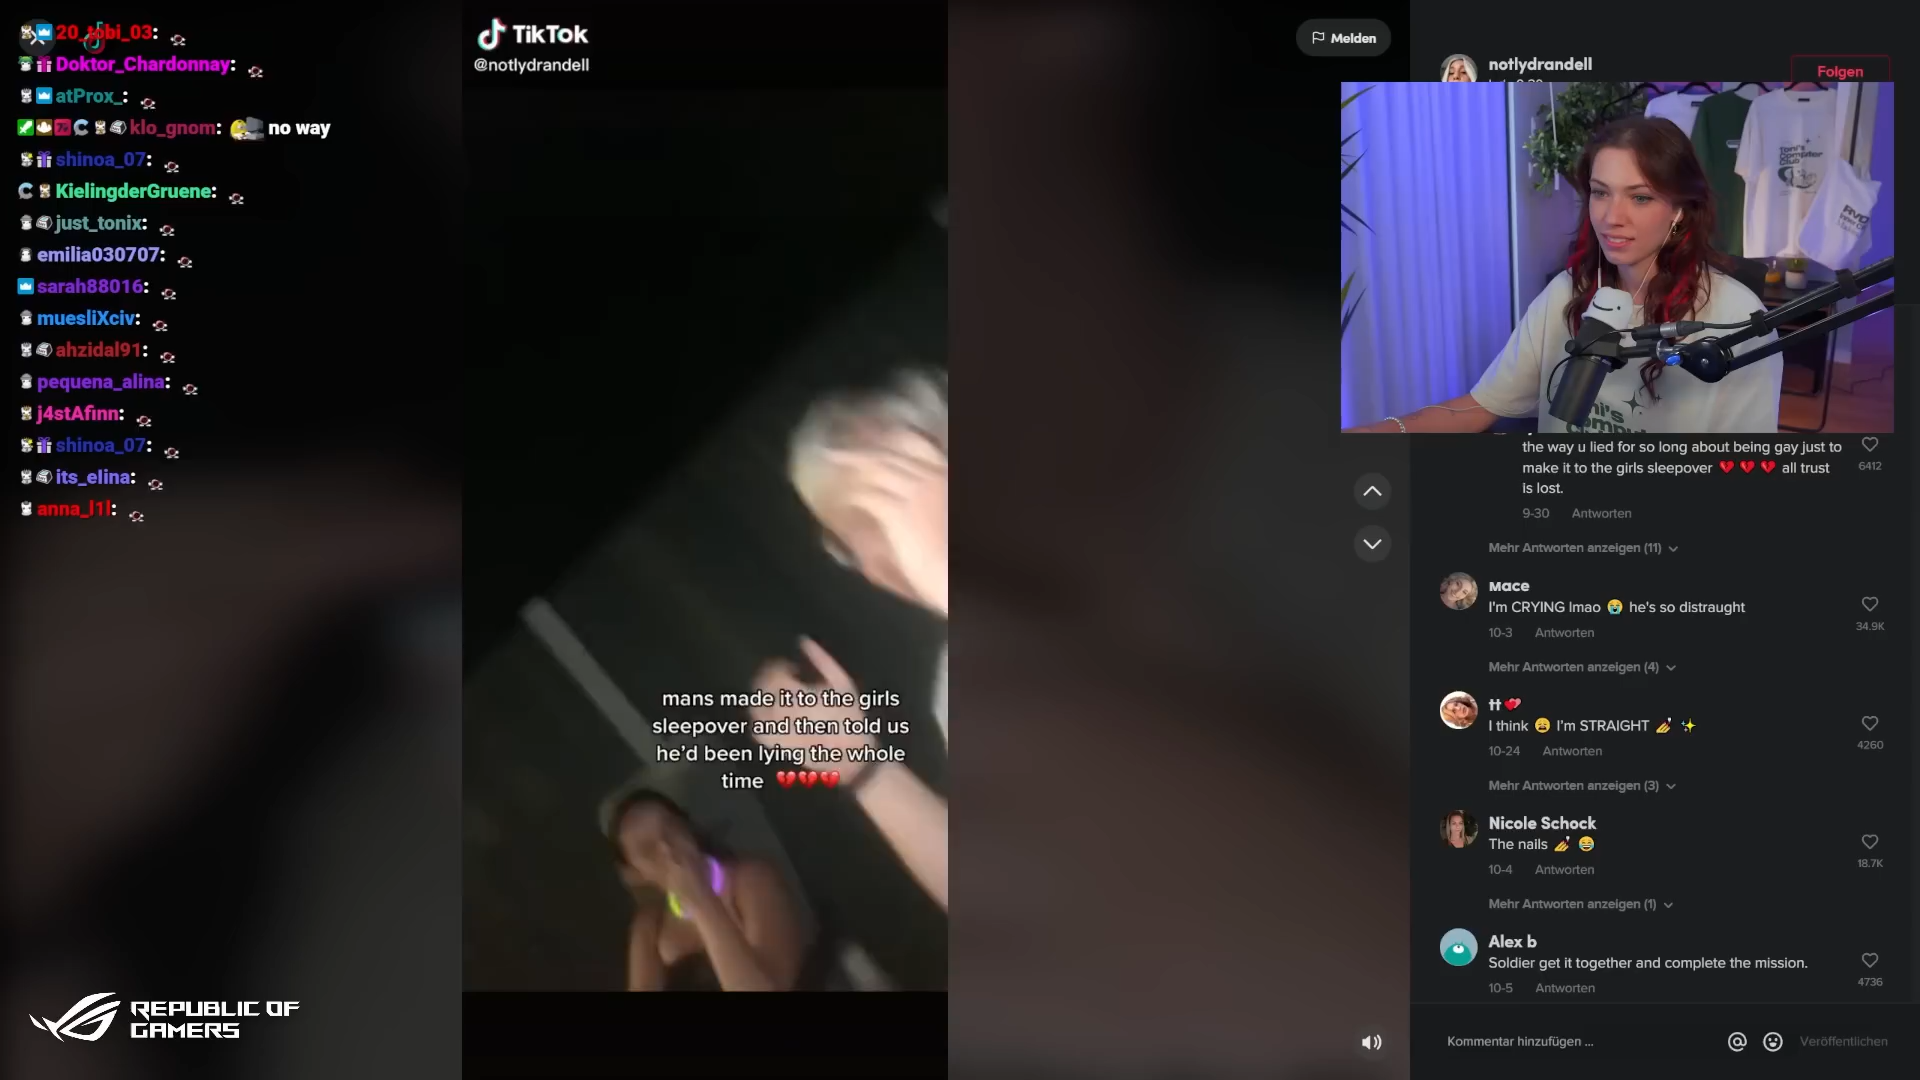 20_tobi_03:
Doktor_Chardonnay:
atProx_:
klo_gnom: no way
shinoa_07:
KielingderGruene:
just_tonix:
emilia030707:
sarah88016:
muesliXciv:
ahzidal91:
pequena_alina:
j4stAfinn:
shinoa_07:
its_elina:
anna_l1l:
REPUBLIC OF
GAMERS
TikTok
@notlydrandell
mans made it to the girls
sleepover and then told us
he'd been lying the whole
time 💔💔💔
Melden
notlydrandell
Folgen
Toni's
Computer
Club
the way u lied for so long about being gay just to
make it to the girls sleepover 💔 💔 💔 all trust
is lost.
6412
9-30 Antworten
Mehr Antworten anzeigen (11)
Mace
I'm CRYING lmao 😭 he's so distraught
34.9K
10-3 Antworten
Mehr Antworten anzeigen (4)
tt💕
I think 😩 I'm STRAIGHT 💅 ✨
4260
10-24 Antworten
Mehr Antworten anzeigen (3)
Nicole Schock
The nails 💅 😂
18.7K
10-4 Antworten
Mehr Antworten anzeigen (1)
Alex b
Soldier get it together and complete the mission.
4736
10-5 Antworten
Kommentar hinzufügen ...
Veröffentlichen